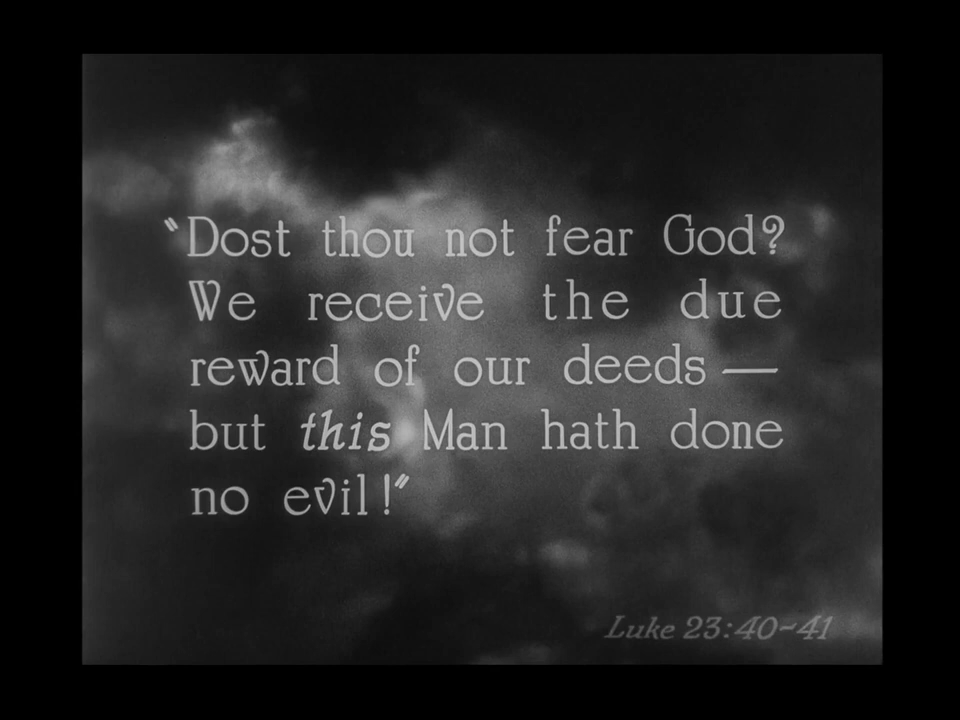 "Dost thou not fear God?
We receive the due
reward of our deeds —
but this Man hath done
no evil!"
Luke 23:40-41